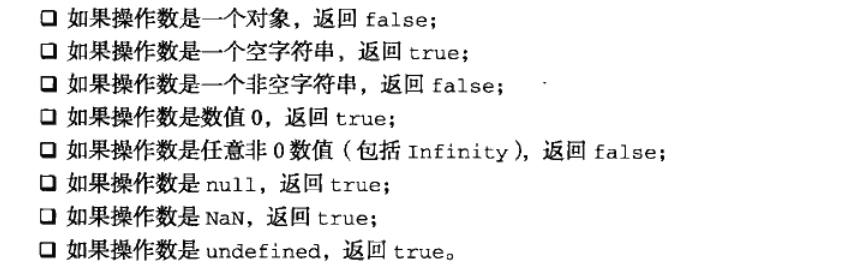 ❑ 如果操作数是一个对象，返回 false；
❑ 如果操作数是一个空字符串，返回 true；
❑ 如果操作数是一个非空字符串，返回 false；
❑ 如果操作数是数值 0，返回 true；
❑ 如果操作数是任意非 0 数值（包括 Infinity），返回 false；
❑ 如果操作数是 null，返回 true；
❑ 如果操作数是 NaN，返回 true；
❑ 如果操作数是 undefined，返回 true。